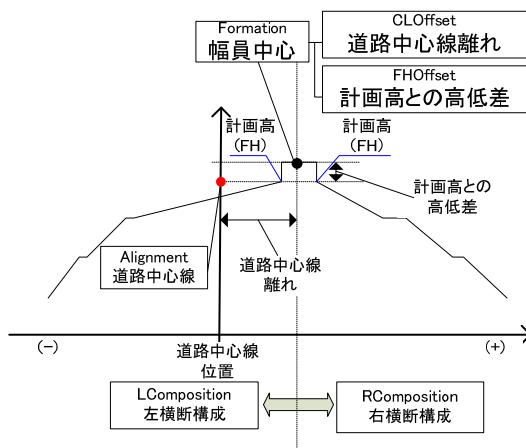 Formation
幅員中心
CLOffset
道路中心線離れ
FHOffset
計画高との高低差
計画高
(FH)
計画高
(FH)
計画高との
高低差
Alignment
道路中心線
道路中心線
離れ
(-)
(+)
道路中心線
位置
LComposition
左横断構成
RComposition
右横断構成